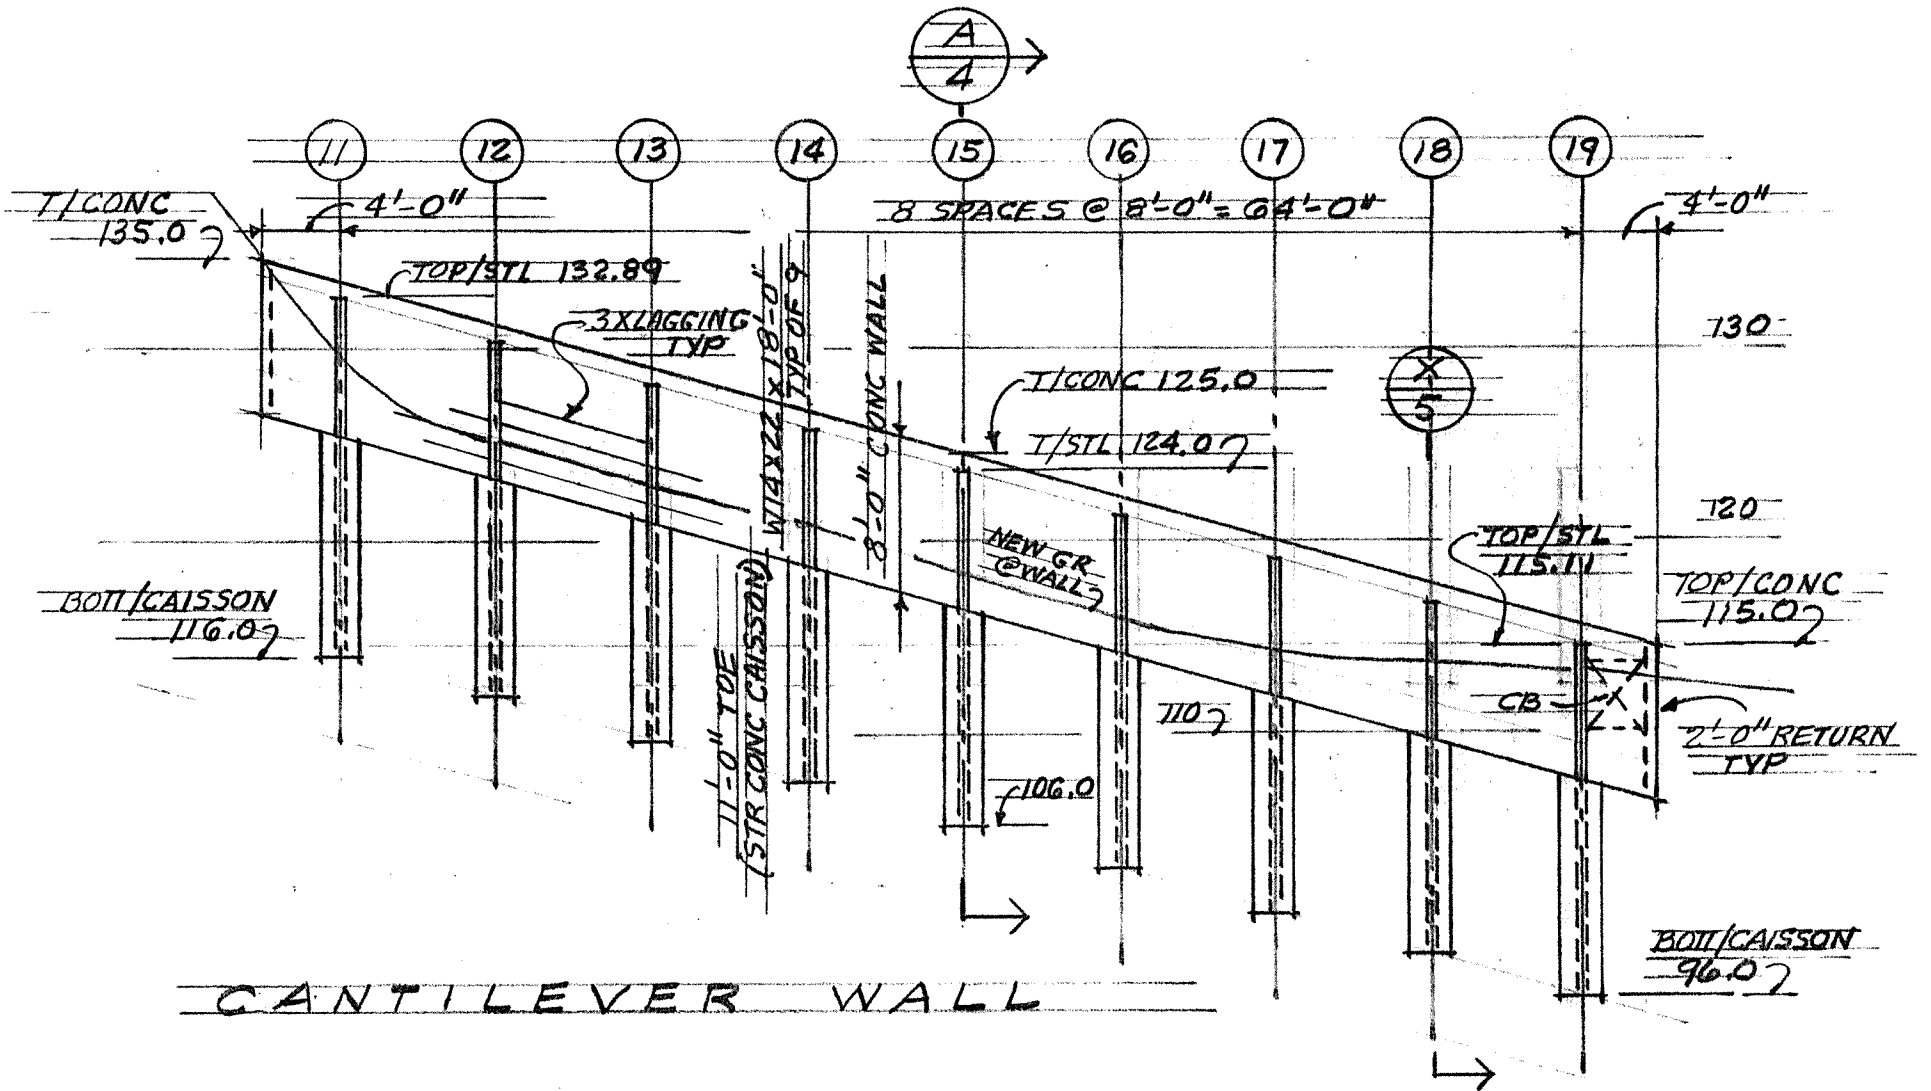 A
4
11 12 13 14 15 16 17 18 19
T/CONC
135.0
4'-0"
8 SPACES @ 8'-0" = 64'-0"
4'-0"
TOP/STL 132.89
3X LAGGING
TYP
W14X22 X 18'-0"
TYP OF 9
8'-0" CONC WALL
130
T/CONC 125.0
X
5
T/STL 124.0
120
NEW GR
@ WALL
TOP/STL
115.11
TOP/CONC
115.0
BOTT/CAISSON
116.0
11'-0" TOE
(STR CONC CAISSON)
CB
110
2'-0" RETURN
TYP
106.0
BOTT/CAISSON
96.0
CANTILEVER WALL